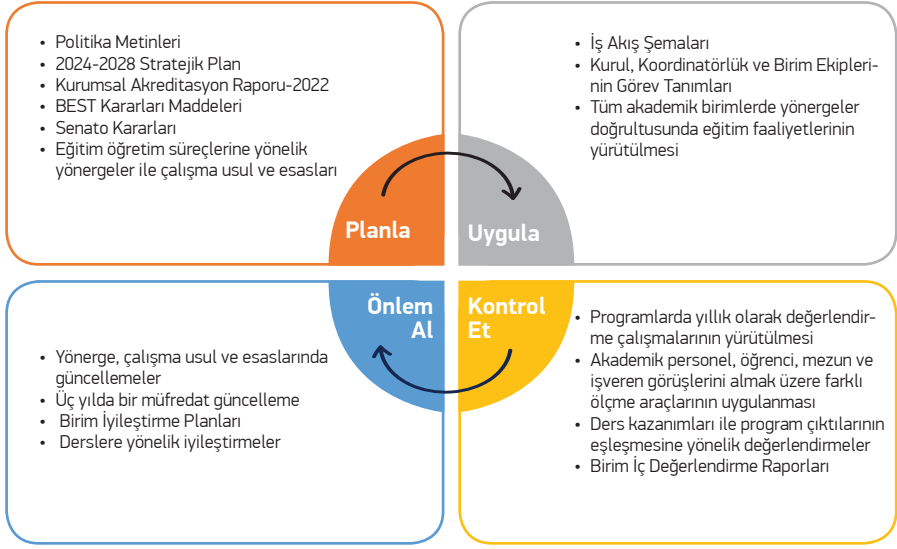 • Politika Metinleri
• 2024-2028 Stratejik Plan
• Kurumsal Akreditasyon Raporu-2022
• BEST Kararları Maddeleri
• Senato Kararları
• Eğitim öğretim süreçlerine yönelik
yönergeler ile çalışma usul ve esasları
Planla
• İş Akış Şemaları
• Kurul, Koordinatörlük ve Birim Ekipleri-
nin Görev Tanımları
• Tüm akademik birimlerde yönergeler
doğrultusunda eğitim faaliyetlerinin
yürütülmesi
Uygula
Önlem
Al
• Yönerge, çalışma usul ve esaslarında
güncellemeler
• Üç yılda bir müfredat güncelleme
• Birim İyileştirme Planları
• Derslere yönelik iyileştirmeler
Kontrol
Et
• Programlarda yıllık olarak değerlendir-
me çalışmalarının yürütülmesi
• Akademik personel, öğrenci, mezun ve
işveren görüşlerini almak üzere farklı
ölçme araçlarının uygulanması
• Ders kazanımları ile program çıktılarının
eşleşmesine yönelik değerlendirmeler
• Birim İç Değerlendirme Raporları